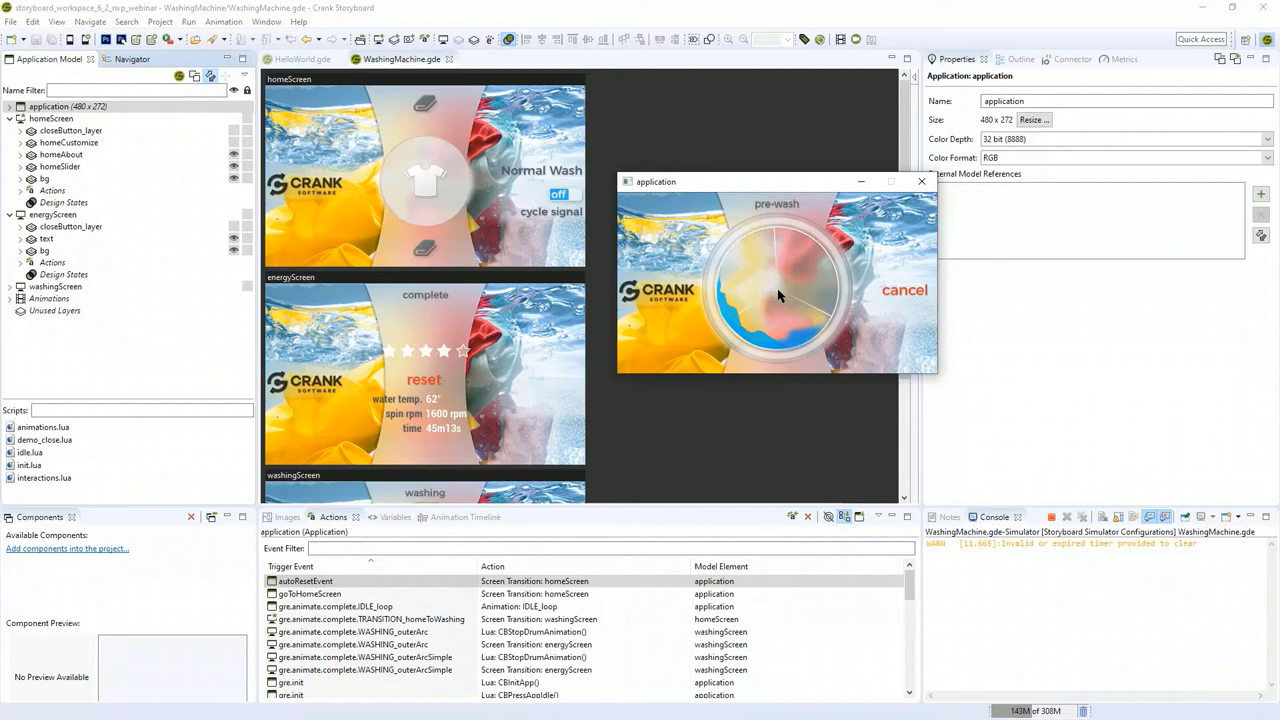 storyboard_workspace_6_2_nxp_webinar - WashingMachine/WashingMachine.gde - Crank Storyboard
File Edit View Navigate Search Project Run Animation Window Help
Quick Access
Application Model Navigator
Name Filter:
application (480 x 272)
homeScreen
closeButton_layer
homeCustomize
homeAbout
homeSlider
bg
Actions
Design States
energyScreen
closeButton_layer
text
bg
Actions
Design States
washingScreen
Animations
Unused Layers
Scripts:
animations.lua
demo_close.lua
idle.lua
init.lua
interactions.lua
Components
Available Components:
Add components into the project...
Component Preview:
No Preview Available
HelloWorld.gde WashingMachine.gde
homeScreen
CRANK
SOFTWARE
Normal Wash
off
cycle signal
energyScreen
complete
CRANK
SOFTWARE
reset
water temp. 62°
spin rpm 1600 rpm
time 45m13s
washingScreen
washing
application
pre-wash
CRANK
SOFTWARE
cancel
Properties Outline Connector Metrics
Application: application
Name: application
Size: 480 x 272 Resize ...
Color Depth: 32 bit (8888)
Color Format: RGB
External Model References
Images Actions Variables Animation Timeline
application (Application)
Event Filter:
Trigger Event Action Model Element
autoResetEvent Screen Transition: homeScreen application
goToHomeScreen Screen Transition: homeScreen application
gre.animate.complete.IDLE_loop Animation: IDLE_loop application
gre.animate.complete.TRANSITION_homeToWashing Screen Transition: washingScreen homeScreen
gre.animate.complete.WASHING_outerArc Lua: CBStopDrumAnimation() washingScreen
gre.animate.complete.WASHING_outerArc Screen Transition: energyScreen washingScreen
gre.animate.complete.WASHING_outerArcSimple Lua: CBStopDrumAnimation() washingScreen
gre.animate.complete.WASHING_outerArcSimple Screen Transition: energyScreen washingScreen
gre.init Lua: CBInitApp() application
gre.init Lua: CBPressAppIdle() application
Notes Console
WashingMachine.gde-Simulator [Storyboard Simulator Configurations] WashingMachine.gde
WARN [11.665]:Invalid or expired timer provided to clear
143M of 308M